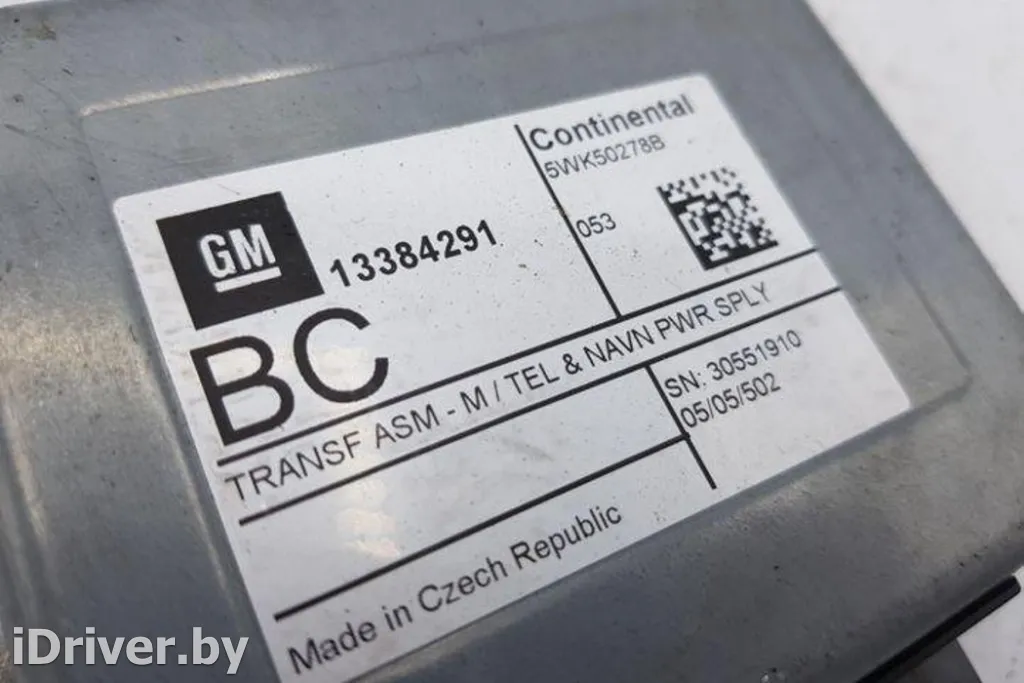 GM
13384291
BC
Continental
5WK50278B
053
TRANSF ASM - M / TEL & NAVN PWR SPLY
SN: 30551910
05/05/502
Made in Czech Republic
iDriver.by